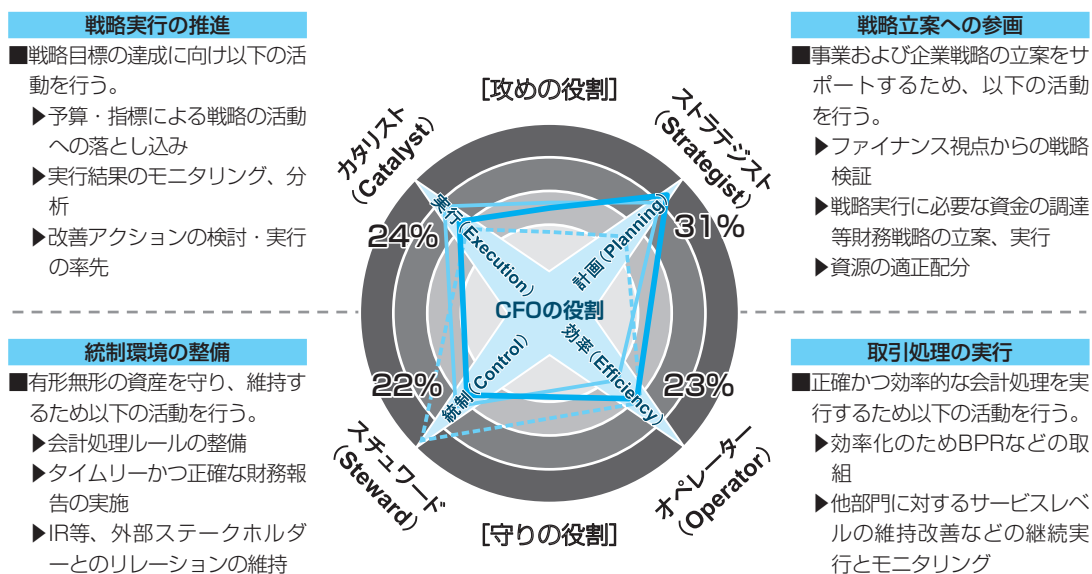 戦略実行の推進
■戦略目標の達成に向け以下の活
動を行う。
▶予算・指標による戦略の活動
への落とし込み
▶実行結果のモニタリング、分
析
▶改善アクションの検討・実行
の率先
戦略立案への参画
■事業および企業戦略の立案をサ
ポートするため、以下の活動
を行う。
▶ファイナンス視点からの戦略
検証
▶戦略実行に必要な資金の調達
等財務戦略の立案、実行
▶資源の適正配分
[攻めの役割]
カタリスト
(Catalyst)
ストラテジスト
(Strategist)
24%
31%
実行(Execution)
計画(Planning)
CFOの役割
統制(Control)
効率(Efficiency)
22%
23%
スチュワード
(Steward)
オペレーター
(Operator)
[守りの役割]
統制環境の整備
■有形無形の資産を守り、維持す
るため以下の活動を行う。
▶会計処理ルールの整備
▶タイムリーかつ正確な財務報
告の実施
▶IR等、外部ステークホルダ
ーとのリレーションの維持
取引処理の実行
■正確かつ効率的な会計処理を実
行するため以下の活動を行う。
▶効率化のためBPRなどの取
組
▶他部門に対するサービスレベ
ルの維持改善などの継続実
行とモニタリング